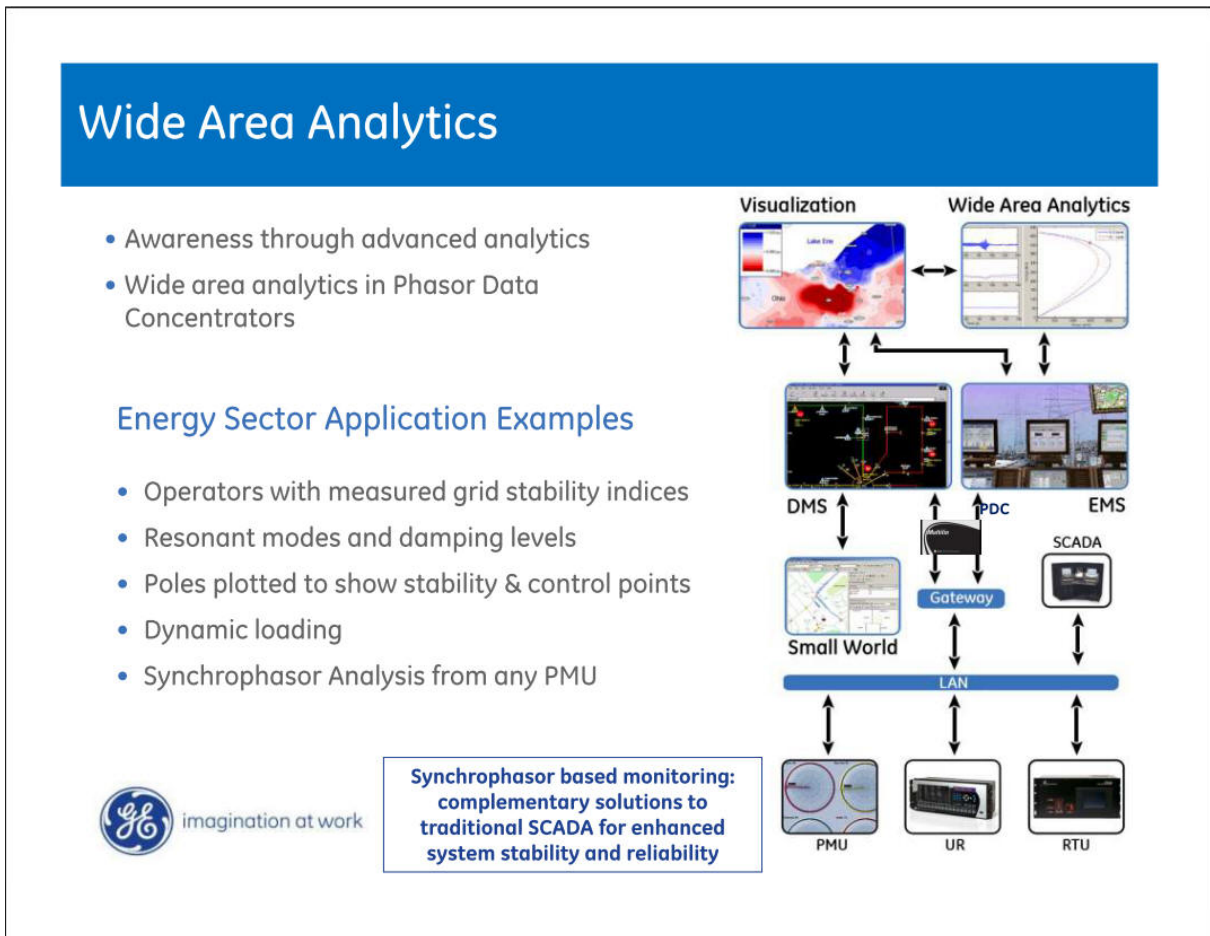 Wide Area Analytics
• Awareness through advanced analytics
• Wide area analytics in Phasor Data
Concentrators
Energy Sector Application Examples
• Operators with measured grid stability indices
• Resonant modes and damping levels
• Poles plotted to show stability & control points
• Dynamic loading
• Synchrophasor Analysis from any PMU
GE imagination at work
Synchrophasor based monitoring:
complementary solutions to
traditional SCADA for enhanced
system stability and reliability
Visualization
Wide Area Analytics
Lake Erie
Ohio
DMS
PDC
EMS
Multilin
SCADA
Gateway
Small World
LAN
PMU
UR
RTU